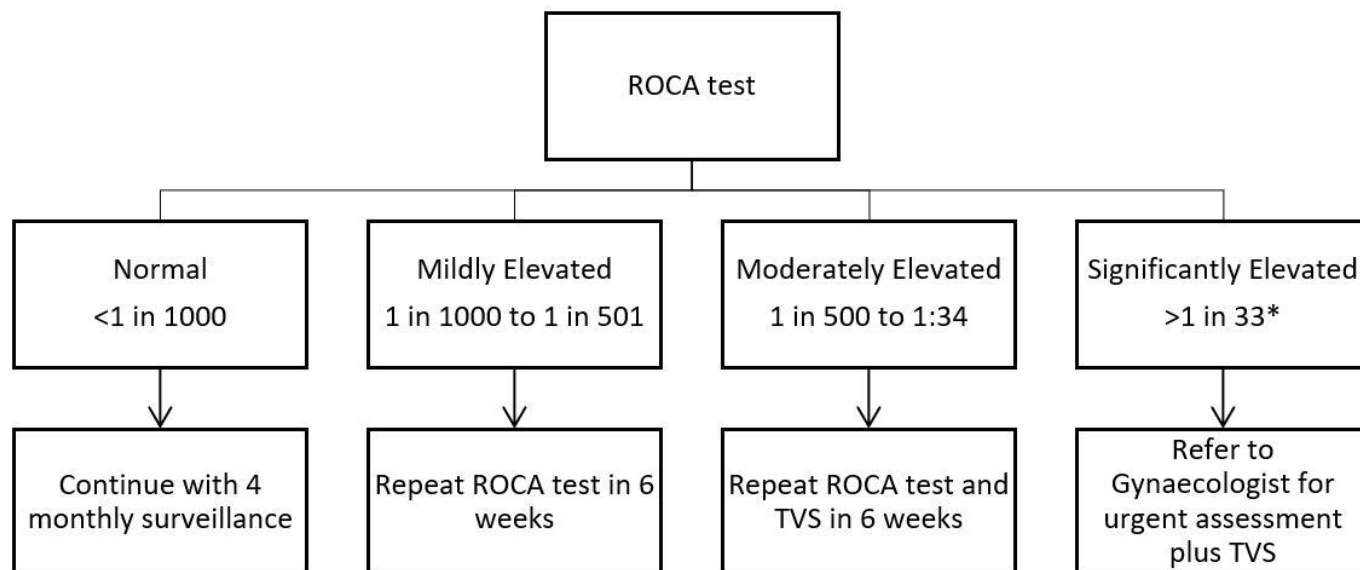 ROCA test
Normal
<1 in 1000
Mildly Elevated
1 in 1000 to 1 in 501
Moderately Elevated
1 in 500 to 1:34
Significantly Elevated
>1 in 33*
Continue with 4
monthly surveillance
Repeat ROCA test in 6
weeks
Repeat ROCA test and
TVS in 6 weeks
Refer to
Gynaecologist for
urgent assessment
plus TVS